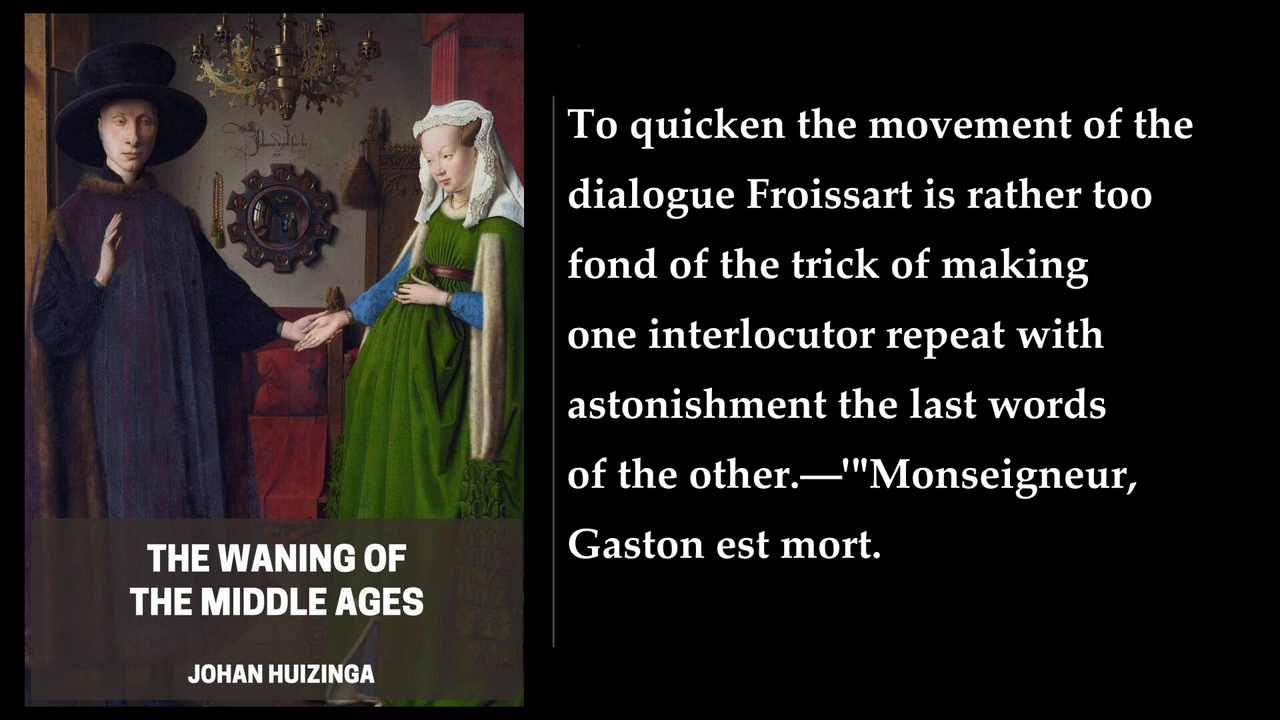 THE WANING OF
THE MIDDLE AGES
JOHAN HUIZINGA
To quicken the movement of the
dialogue Froissart is rather too
fond of the trick of making
one interlocutor repeat with
astonishment the last words
of the other.—'"Monseigneur,
Gaston est mort.